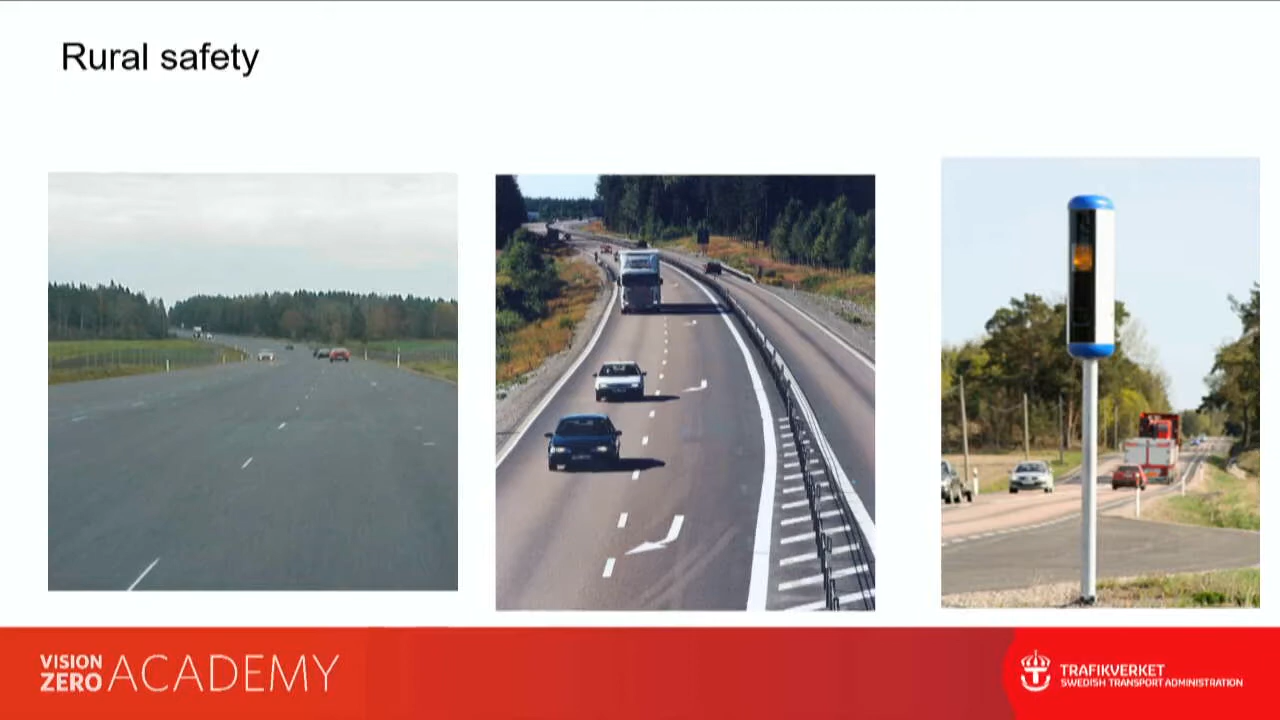 Rural safety
VISION
ZERO ACADEMY
TRAFIKVERKET
SWEDISH TRANSPORT ADMINISTRATION